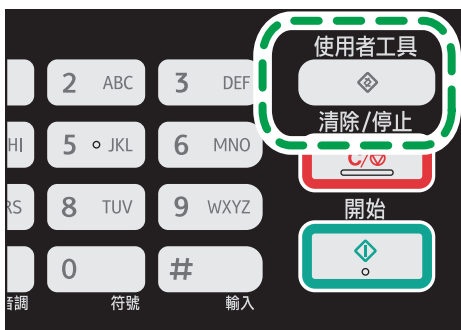 使用者工具
2 ABC
3 DEF
清除/停止
HI
5 JKL
6 MNO
C/
RS
8 TUV
9 WXYZ
開始
0
#
音調
符號
輸入